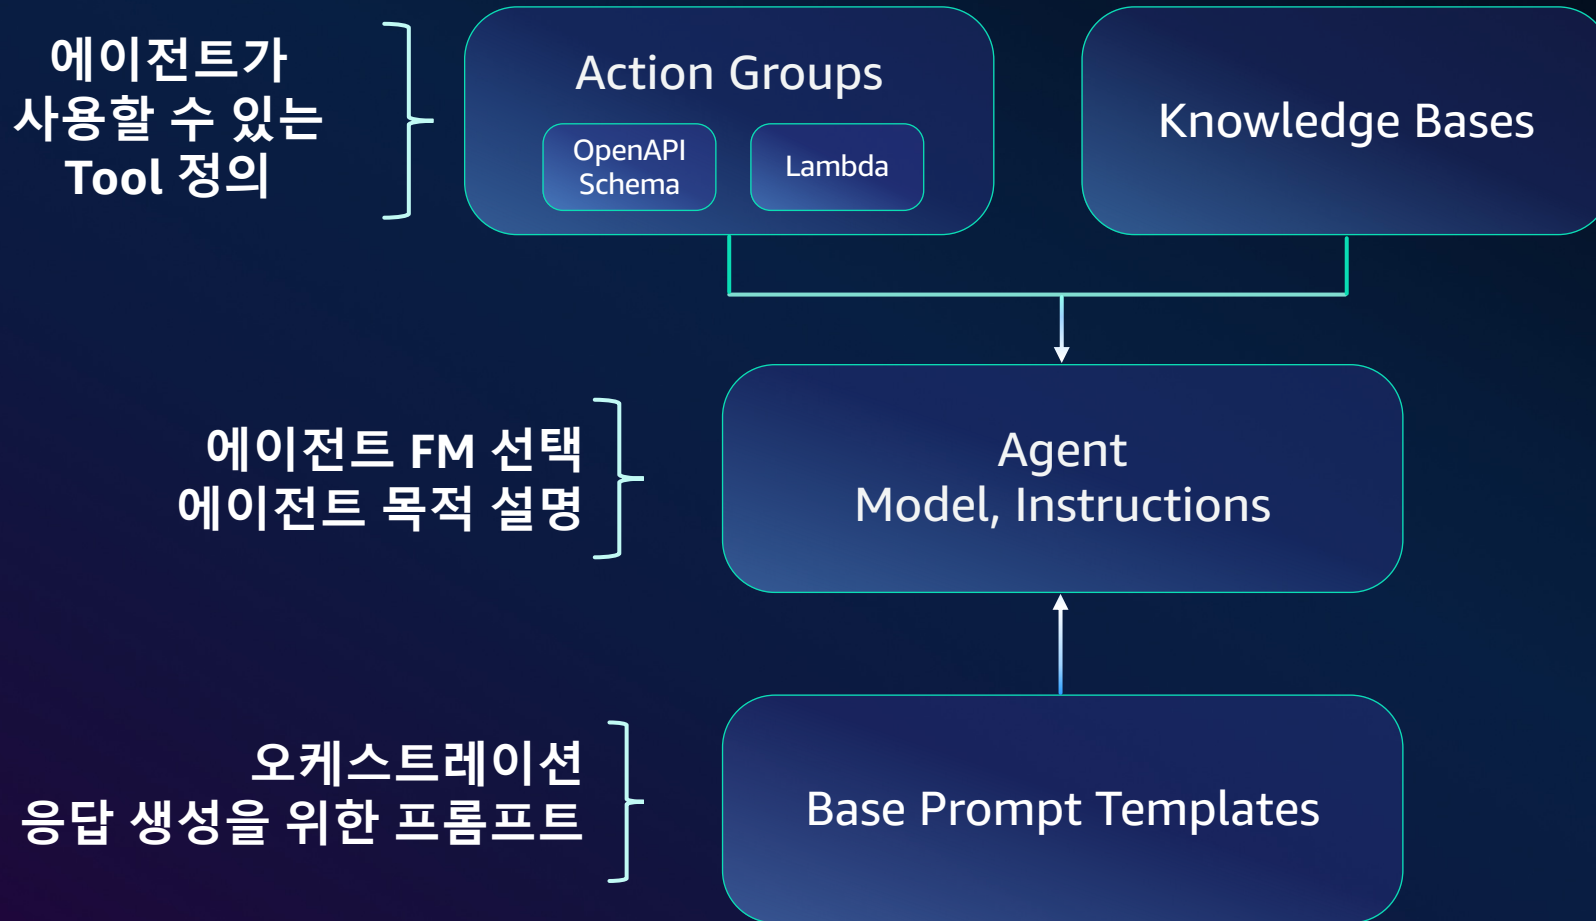 에이전트가
사용할 수 있는
Tool 정의
Action Groups
OpenAPI
Schema
Lambda
Knowledge Bases
에이전트 FM 선택
에이전트 목적 설명
Agent
Model, Instructions
오케스트레이션
응답 생성을 위한 프롬프트
Base Prompt Templates